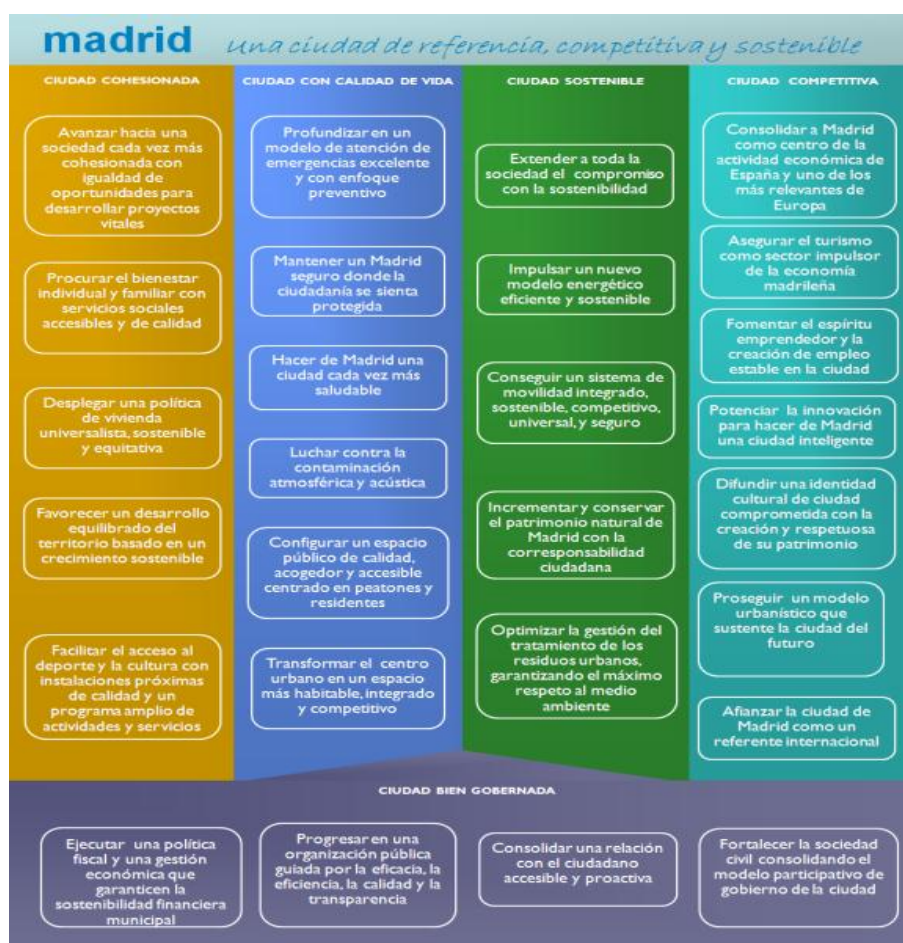 madrid una ciudad de referencia, competitiva y sostenible
CIUDAD COHESIONADA
Avanzar hacia una
sociedad cada vez más
cohesionada con
igualdad de
oportunidades para
desarrollar proyectos
vitales
Procurar el bienestar
individual y familiar con
servicios sociales
accesibles y de calidad
Desplegar una política
de vivienda
universalista, sostenible
y equitativa
Favorecer un desarrollo
equilibrado del
territorio basado en un
crecimiento sostenible
Facilitar el acceso al
deporte y la cultura con
instalaciones próximas
de calidad y un
programa amplio de
actividades y servicios
CIUDAD CON CALIDAD DE VIDA
Profundizar en un
modelo de atención de
emergencias excelente
y con enfoque
preventivo
Mantener un Madrid
seguro donde la
ciudadanía se sienta
protegida
Hacer de Madrid una
ciudad cada vez más
saludable
Luchar contra la
contaminación
atmosférica y acústica
Configurar un espacio
público de calidad,
acogedor y accesible
centrado en peatones y
residentes
Transformar el centro
urbano en un espacio
más habitable, integrado
y competitivo
CIUDAD SOSTENIBLE
Extender a toda la
sociedad el compromiso
con la sostenibilidad
Impulsar un nuevo
modelo energético
eficiente y sostenible
Conseguir un sistema de
movilidad integrado,
sostenible, competitivo,
universal, y seguro
Incrementar y conservar
el patrimonio natural de
Madrid con la
corresponsabilidad
ciudadana
Optimizar la gestión del
tratamiento de los
residuos urbanos,
garantizando el máximo
respeto al medio
ambiente
CIUDAD COMPETITIVA
Consolidar a Madrid
como centro de la
actividad económica de
España y uno de los
más relevantes de
Europa
Asegurar el turismo
como sector impulsor
de la economía
madrileña
Fomentar el espíritu
emprendedor y la
creación de empleo
estable en la ciudad
Potenciar la innovación
para hacer de Madrid
una ciudad inteligente
Difundir una identidad
cultural de ciudad
comprometida con la
creación y respetuosa
de su patrimonio
Proseguir un modelo
urbanístico que
sustente la ciudad del
futuro
Afianzar la ciudad de
Madrid como un
referente internacional
CIUDAD BIEN GOBERNADA
Ejecutar una política
fiscal y una gestión
económica que
garanticen la
sostenibilidad financiera
municipal
Progresar en una
organización pública
guiada por la eficacia, la
eficiencia, la calidad y la
transparencia
Consolidar una relación
con el ciudadano
accesible y proactiva
Fortalecer la sociedad
civil consolidando el
modelo participativo de
gobierno de la ciudad